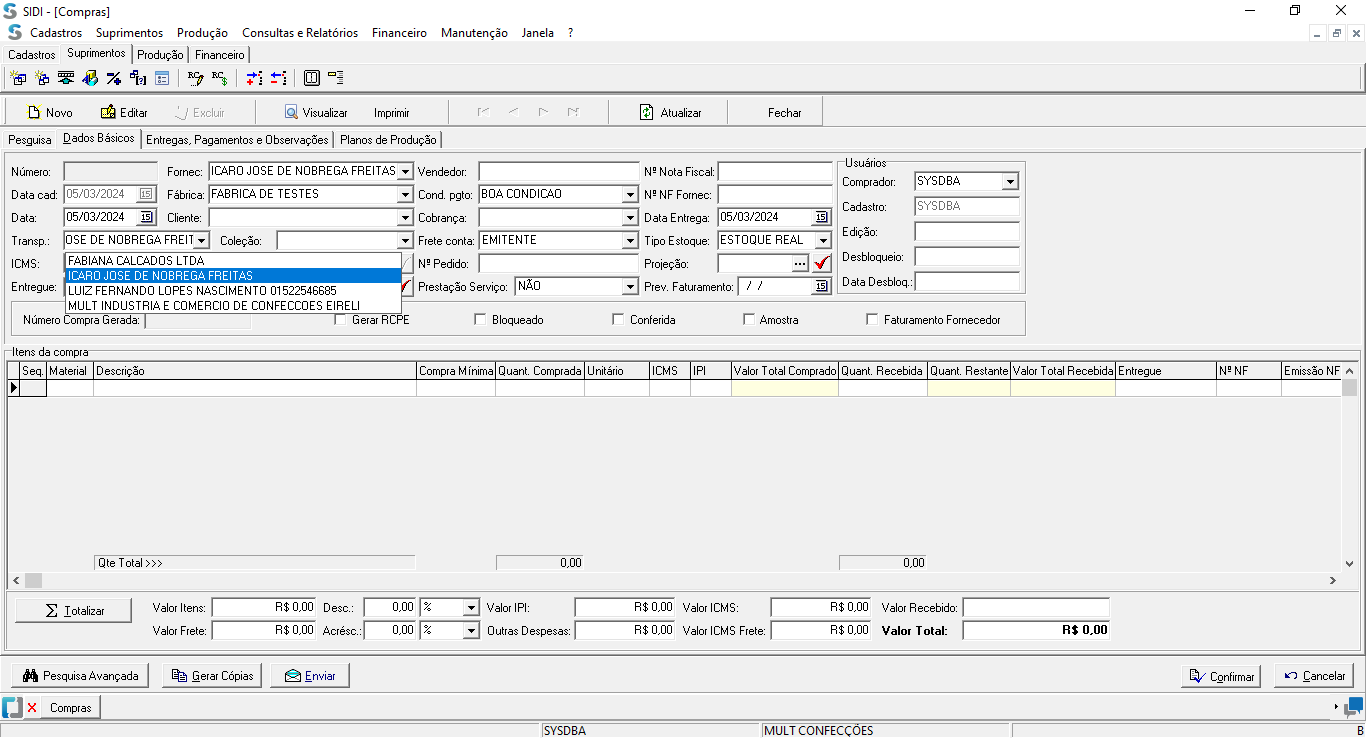 SIDI - [Compras]
Cadastros Suprimentos Produção Consultas e Relatórios Financeiro Manutenção Janela ?
Cadastros Suprimentos Produção Financeiro
Novo Editar Excluir Visualizar Imprimir Atualizar Fechar
Pesquisa Dados Básicos Entregas, Pagamentos e Observações Planos de Produção
Número: Fornec: ICARO JOSE DE NOBREGA FREITAS Vendedor: Nº Nota Fiscal: Usuários
Comprador: SYSDBA
Data cad: 05/03/2024 15 Fábrica: FABRICA DE TESTES Cond. pgto: BOA CONDICAO Nº NF Fornec:
Cadastro: SYSDBA
Data: 05/03/2024 15 Cliente: Cobrança: Data Entrega: 05/03/2024 15
Edição:
Transp.: OSE DE NOBREGA FREIT Coleção: Frete conta: EMITENTE Tipo Estoque: ESTOQUE REAL
Desbloqueio:
ICMS: Nº Pedido: Projeção: ...
FABIANA CALCADOS LTDA
ICARO JOSE DE NOBREGA FREITAS
LUIZ FERNANDO LOPES NASCIMENTO 01522546685
MULT INDUSTRIA E COMERCIO DE CONFECCOES EIRELI
Entregue: Prestação Serviço: NÃO Prev. Faturamento: / / 15 Data Desbloq.:
Número Compra Gerada: Gerar RCPE Bloqueado Conferida Amostra Faturamento Fornecedor
Itens da compra
Seq. Material Descrição Compra Mínima Quant. Comprada Unitário ICMS IPI Valor Total Comprado Quant. Recebida Quant. Restante Valor Total Recebida Entregue Nº NF Emissão NF
Qte Total >>> 0,00 0,00
Totalizar Valor Itens: R$ 0,00 Desc.: 0,00 % Valor IPI: R$ 0,00 Valor ICMS: R$ 0,00 Valor Recebido:
Valor Frete: R$ 0,00 Acrésc.: 0,00 % Outras Despesas: R$ 0,00 Valor ICMS Frete: R$ 0,00 Valor Total: R$ 0,00
Pesquisa Avançada Gerar Cópias Enviar Confirmar Cancelar
Compras
SYSDBA MULT CONFECÇÕES B